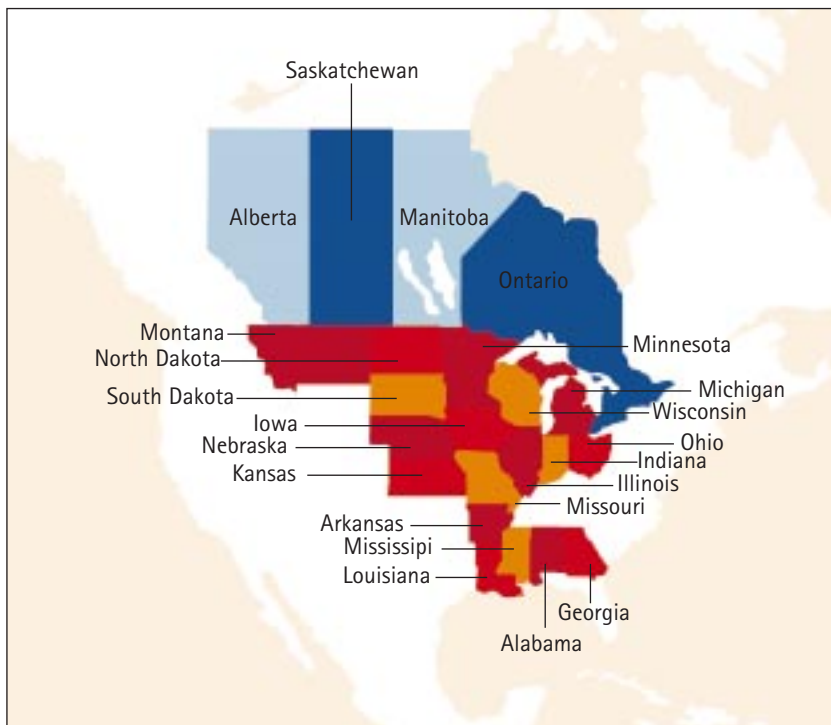 Saskatchewan
Alberta
Manitoba
Ontario
Montana
Minnesota
North Dakota
Michigan
South Dakota
Wisconsin
Iowa
Ohio
Nebraska
Indiana
Kansas
Illinois
Missouri
Arkansas
Mississipi
Louisiana
Georgia
Alabama